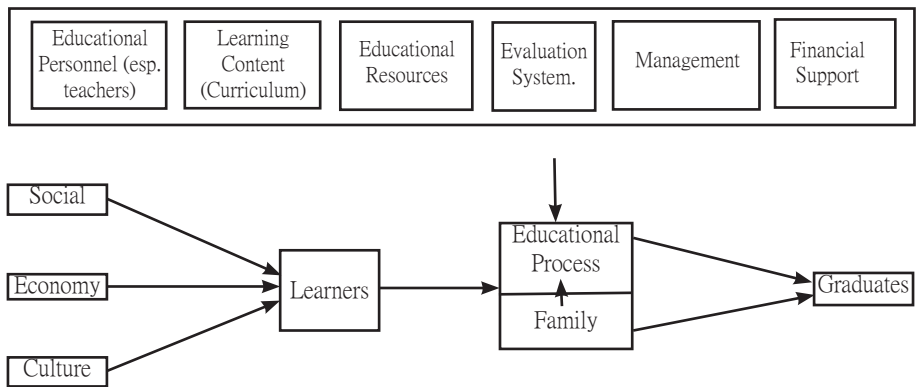 Educational
Personnel (esp.
teachers)
Learning
Content
(Curriculum)
Educational
Resources
Evaluation
System.
Management
Financial
Support
Social
Economy
Culture
Learners
Educational
Process
Family
Graduates